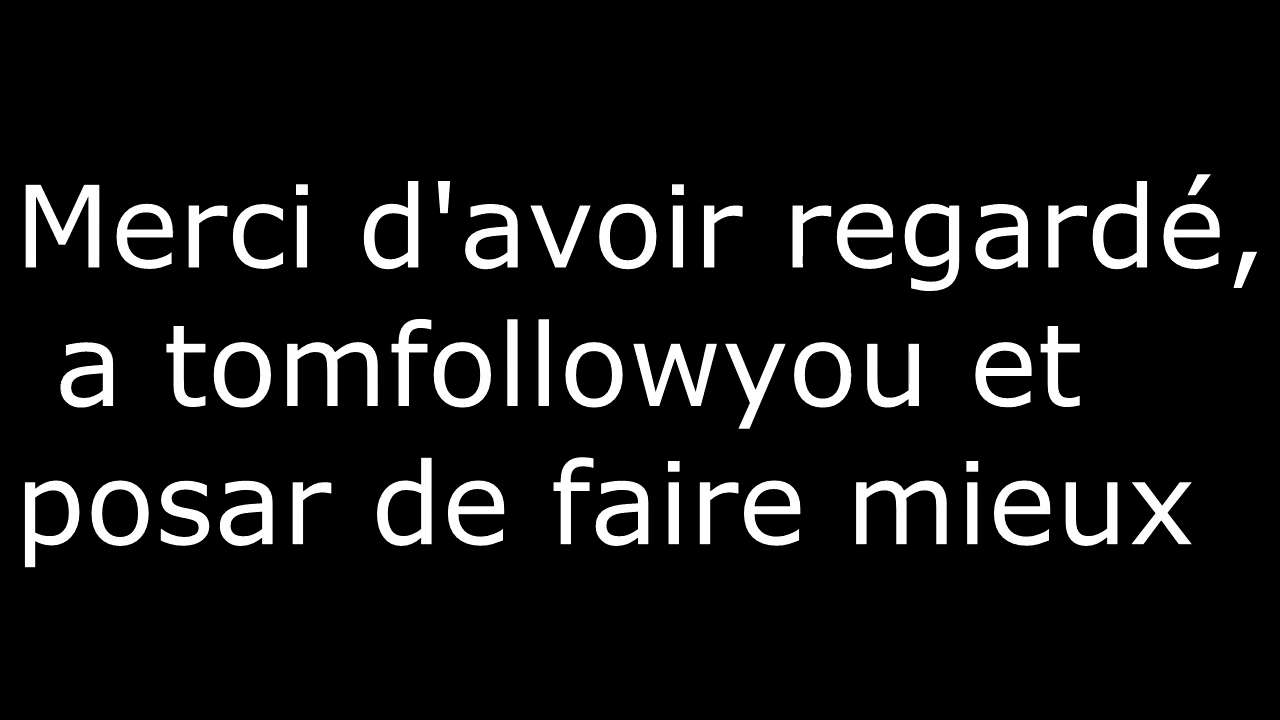 Merci d'avoir regardé,
a tomfollowyou et
posar de faire mieux